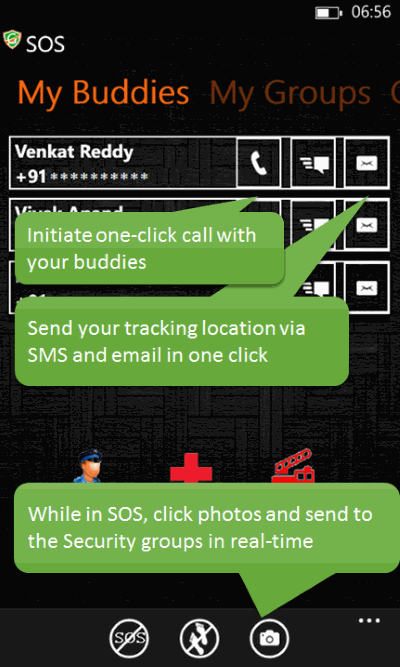 06:56
SOS
My Buddies My Groups
Venkat Reddy
+91**********
Initiate one-click call with
your buddies
Send your tracking location via
SMS and email in one click
While in SOS, click photos and send to
the Security groups in real-time
SOS